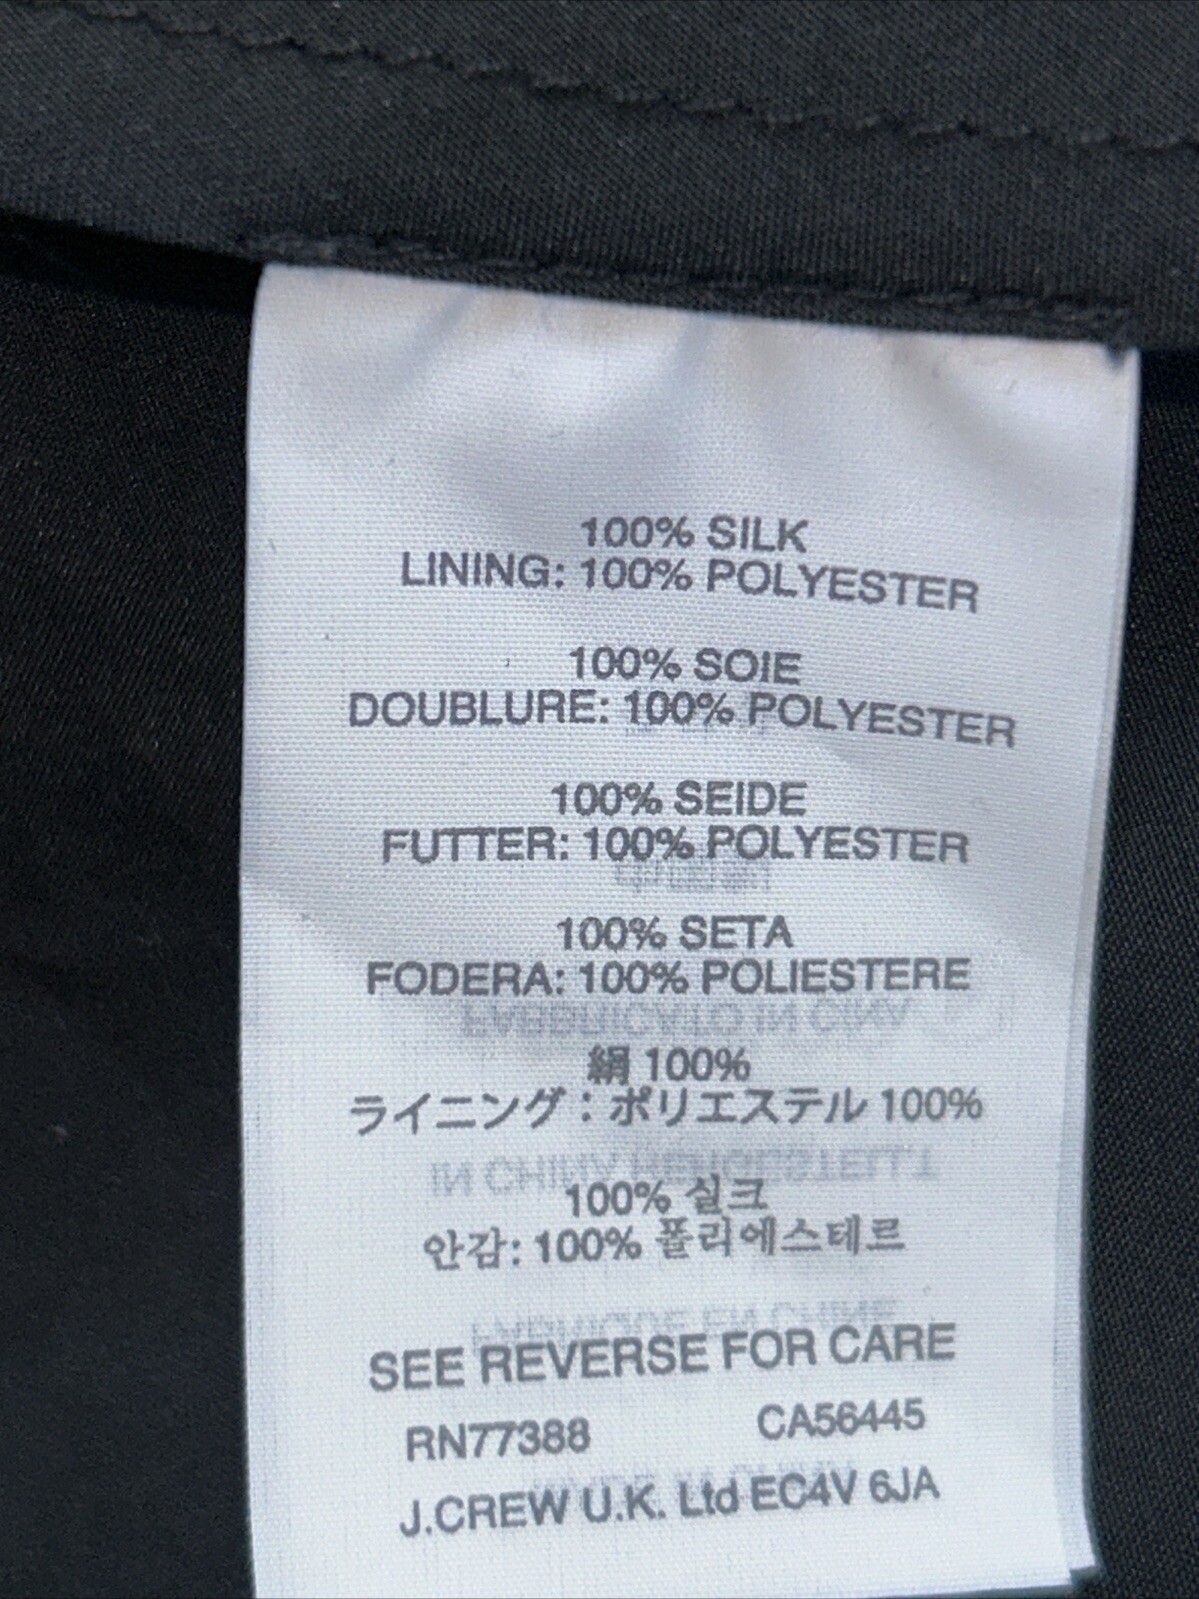 100% SILK
LINING: 100% POLYESTER
100% SOIE
DOUBLURE: 100% POLYESTER
100% SEIDE
FUTTER: 100% POLYESTER
100% SETA
FODERA: 100% POLIESTERE
絹 100%
ライニング：ポリエステル 100%
100% 실크
안감: 100% 폴리에스테르
SEE REVERSE FOR CARE
RN77388 CA56445
J.CREW U.K. Ltd EC4V 6JA